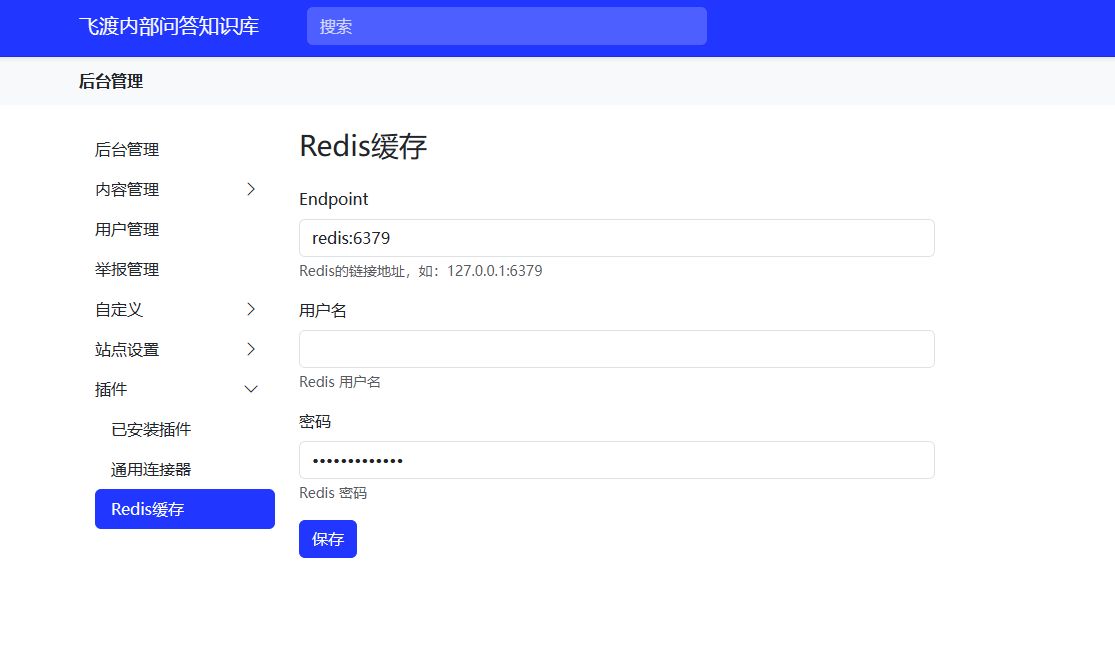 飞渡内部问答知识库
搜索
后台管理
后台管理
内容管理
用户管理
举报管理
自定义
站点设置
插件
已安装插件
通用连接器
Redis缓存
Redis缓存
Endpoint
redis:6379
Redis的链接地址，如：127.0.0.1:6379
用户名
Redis 用户名
密码
•••••••••••••
Redis 密码
保存